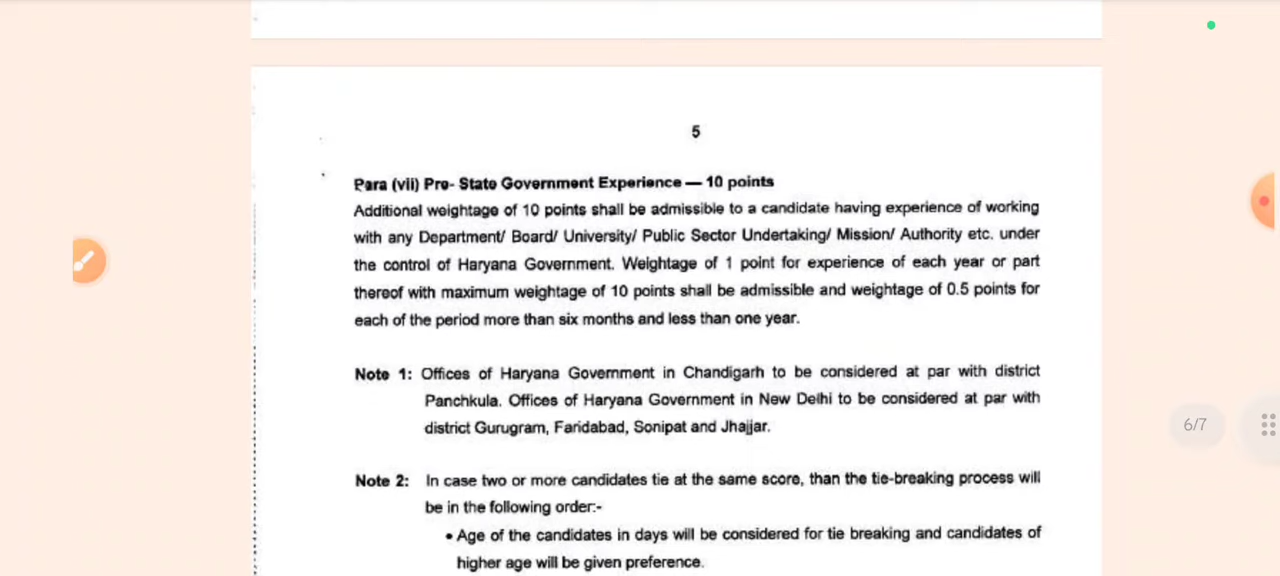 5
Para (vii) Pre- State Government Experience — 10 points
Additional weightage of 10 points shall be admissible to a candidate having experience of working
with any Department/ Board/ University/ Public Sector Undertaking/ Mission/ Authority etc. under
the control of Haryana Government. Weightage of 1 point for experience of each year or part
thereof with maximum weightage of 10 points shall be admissible and weightage of 0.5 points for
each of the period more than six months and less than one year.
Note 1: Offices of Haryana Government in Chandigarh to be considered at par with district
Panchkula. Offices of Haryana Government in New Delhi to be considered at par with
district Gurugram, Faridabad, Sonipat and Jhajjar.
6/7
Note 2: In case two or more candidates tie at the same score, than the tie-breaking process will
be in the following order:-
• Age of the candidates in days will be considered for tie breaking and candidates of
higher age will be given preference.